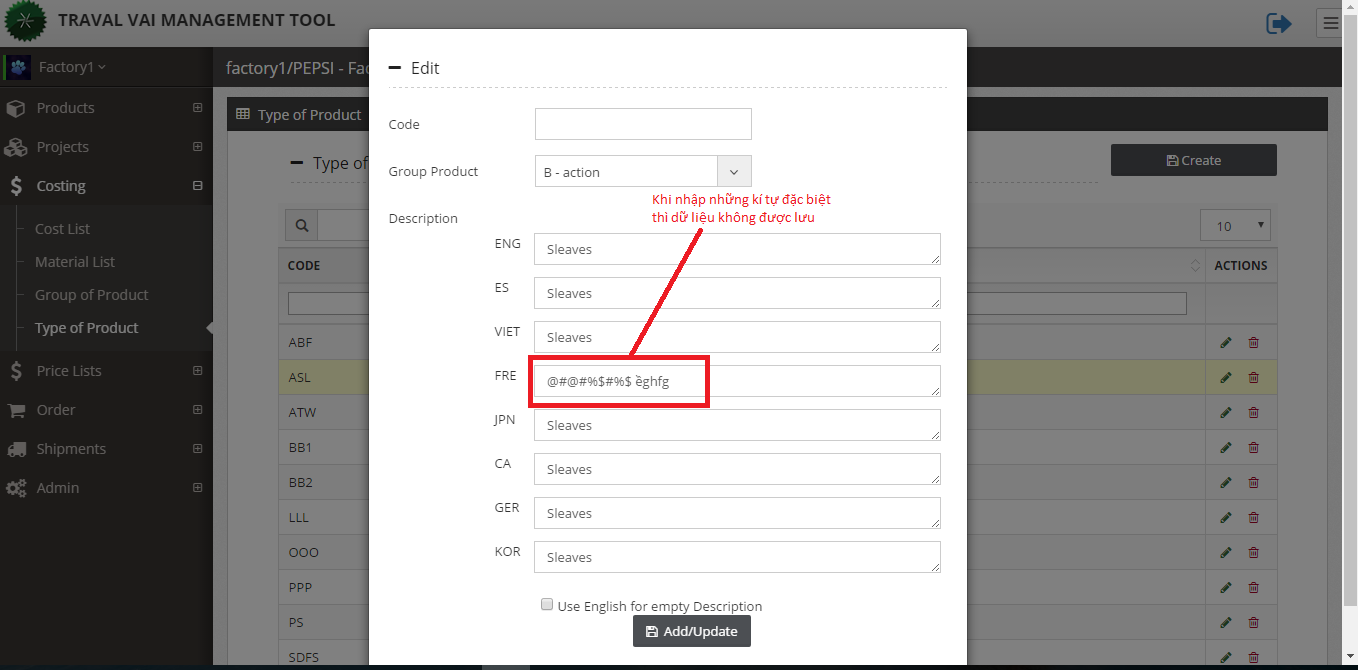 TRAVAL VAI MANAGEMENT TOOL
Factory1
factory1/PEPSI - Fac
Products
Projects
Costing
Cost List
Material List
Group of Product
Type of Product
Price Lists
Order
Shipments
Admin
Type of Product
Type of
Create
10
CODE
ACTIONS
ABF
ASL
ATW
BB1
BB2
LLL
OOO
PPP
PS
SDFS
Edit
Code
Group Product
B - action
Khi nhập những kí tự đặc biệt
thì dữ liệu không được lưu
Description
ENG Sleaves
ES Sleaves
VIET Sleaves
FRE @#@#%$#%$ ềghfg
JPN Sleaves
CA Sleaves
GER Sleaves
KOR Sleaves
Use English for empty Description
Add/Update